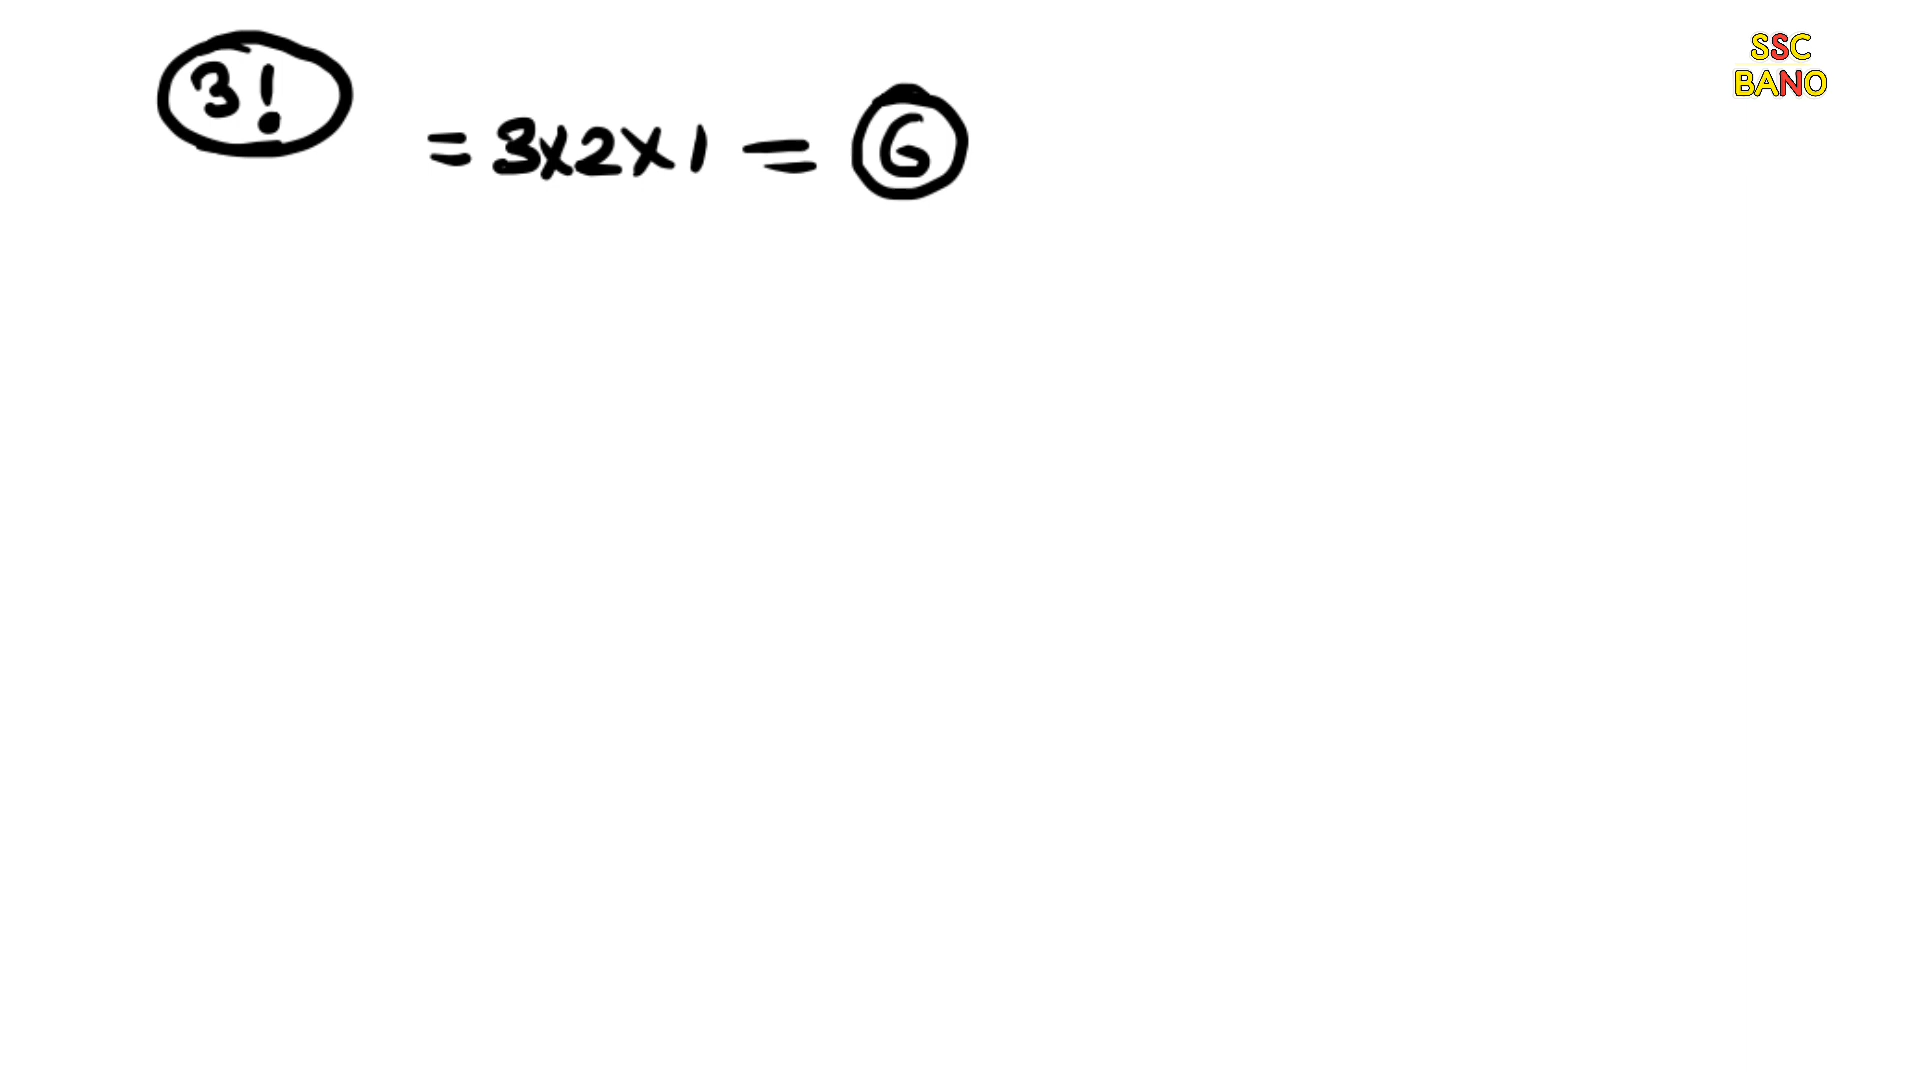 3! = 3x2x1 = 6
SSC
BANO